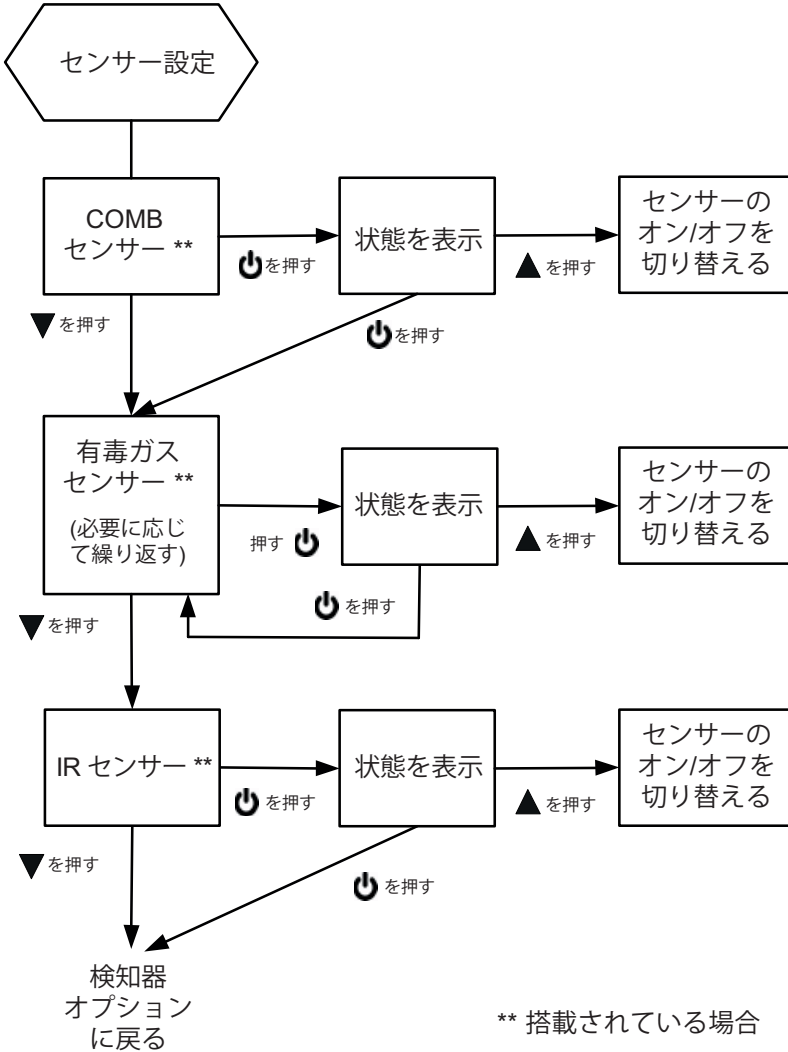 センサー設定
COMB
センサー **
状態を表示
センサーの
オン/オフを
切り替える
を押す
を押す
を押す
を押す
有毒ガス
センサー **
(必要に応じ
て繰り返す)
状態を表示
センサーの
オン/オフを
切り替える
押す
を押す
を押す
を押す
IR センサー **
状態を表示
センサーの
オン/オフを
切り替える
を押す
を押す
を押す
を押す
検知器
オプション
に戻る
** 搭載されている場合